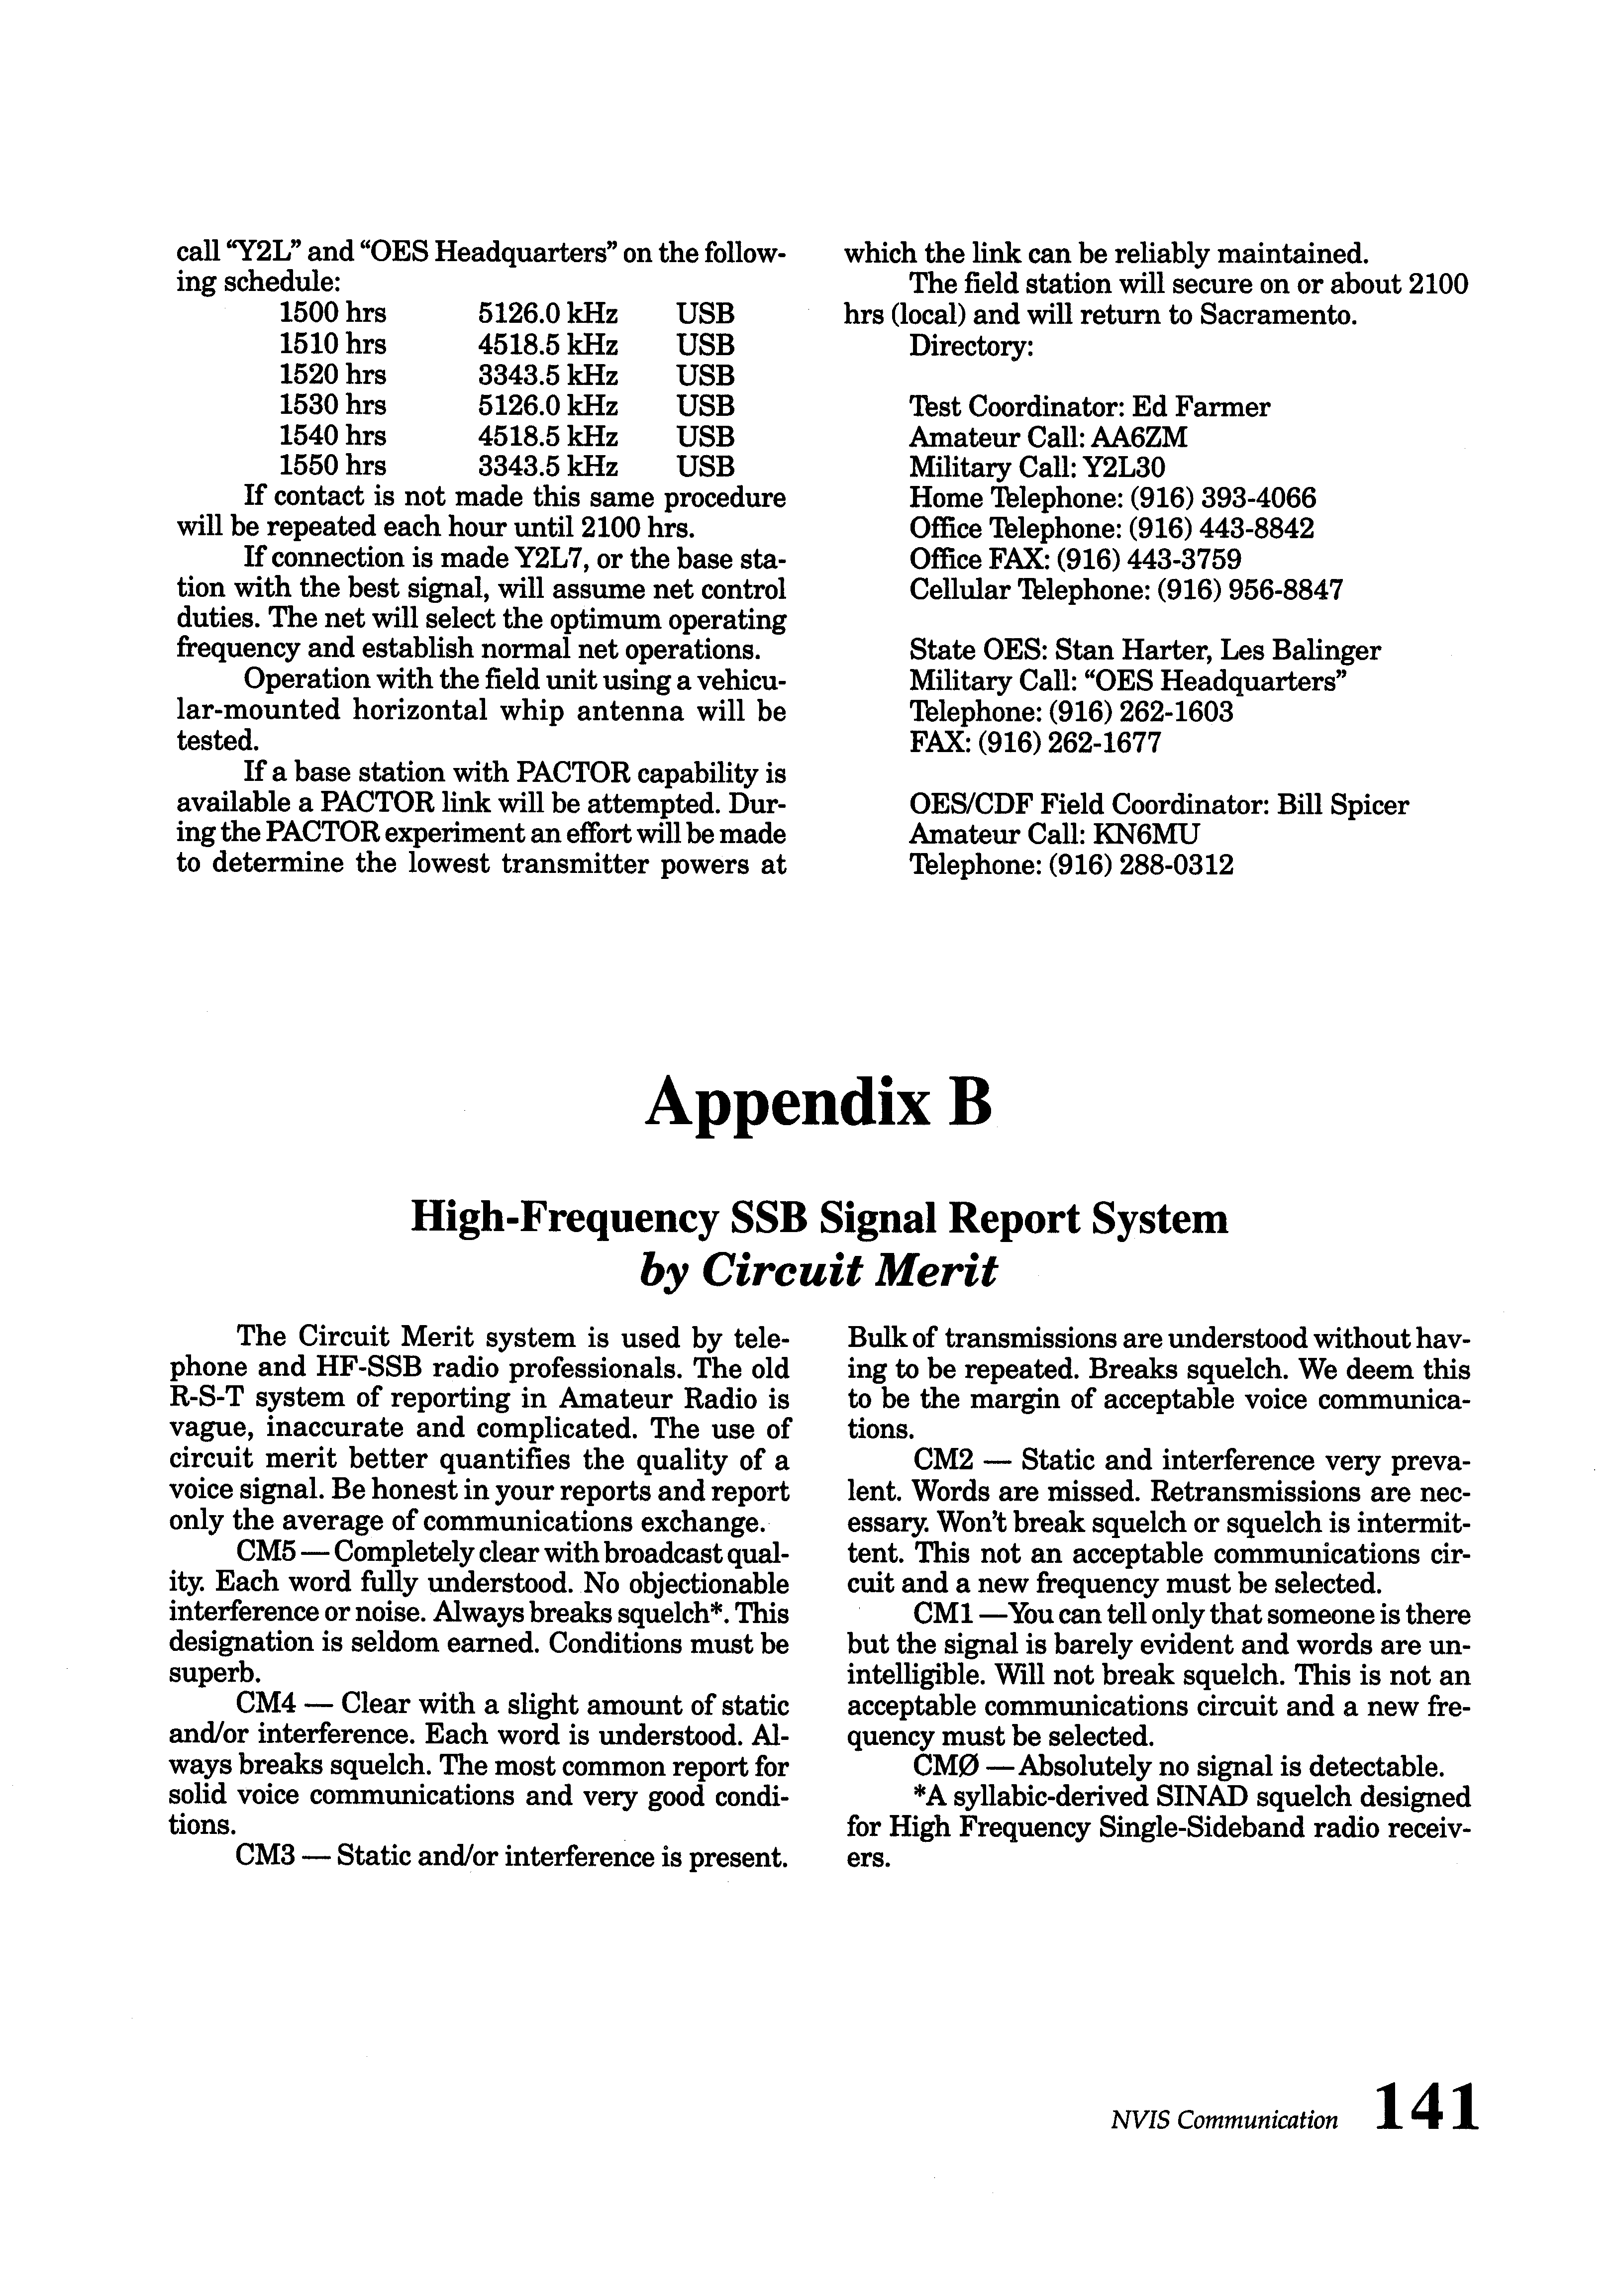 call “Y2L” and “OES Headquarters” on the follow-
ing schedule:
1500 hrs 5126.0 kHz USB
1510 hrs 4518.5 kHz USB
1520 hrs 3343.5 kHz USB
1530 hrs 5126.0 kHz USB
1540 hrs 4518.5 kHz USB
1550 hrs 3343.5 kHz USB
If contact is not made this same procedure
will be repeated each hour until 2100 hrs.
If connection is made Y2L7, or the base sta-
tion with the best signal, will assume net control
duties. The net will select the optimum operating
frequency and establish normal net operations.
Operation with the field unit using a vehicu-
lar-mounted horizontal whip antenna will be
tested.
If a base station with PACTOR capability is
available a PACTOR link will be attempted. Dur-
ing the PACTOR experiment an effort will be made
to determine the lowest transmitter powers at
which the link can be reliably maintained.
The field station will secure on or about 2100
hrs (local) and will return to Sacramento.
Directory:
Test Coordinator: Ed Farmer
Amateur Call: AA6ZM
Military Call: Y2L30
Home Telephone: (916) 393-4066
Office Telephone: (916) 443-8842
Office FAX: (916) 443-3759
Cellular Telephone: (916) 956-8847
State OES: Stan Harter, Les Balinger
Military Call: “OES Headquarters”
Telephone: (916) 262-1603
FAX: (916) 262-1677
OES/CDF Field Coordinator: Bill Spicer
Amateur Call: KN6MU
Telephone: (916) 288-0312
Appendix B
High-Frequency SSB Signal Report System
by Circuit Merit
The Circuit Merit system is used by tele-
phone and HF-SSB radio professionals. The old
R-S-T system of reporting in Amateur Radio is
vague, inaccurate and complicated. The use of
circuit merit better quantifies the quality of a
voice signal. Be honest in your reports and report
only the average of communications exchange.
CM5 — Completely clear with broadcast qual-
ity. Each word fully understood. No objectionable
interference or noise. Always breaks squelch*. This
designation is seldom earned. Conditions must be
superb.
CM4 — Clear with a slight amount of static
and/or interference. Each word is understood. Al-
ways breaks squelch. The most common report for
solid voice communications and very good condi-
tions.
CM3 — Static and/or interference is present.
Bulk of transmissions are understood without hav-
ing to be repeated. Breaks squelch. We deem this
to be the margin of acceptable voice communica-
tions.
CM2 — Static and interference very preva-
lent. Words are missed. Retransmissions are nec-
essary. Won’t break squelch or squelch is intermit-
tent. This not an acceptable communications cir-
cuit and a new frequency must be selected.
CM1 —You can tell only that someone is there
but the signal is barely evident and words are un-
intelligible. Will not break squelch. This is not an
acceptable communications circuit and a new fre-
quency must be selected.
CMØ — Absolutely no signal is detectable.
*A syllabic-derived SINAD squelch designed
for High Frequency Single-Sideband radio receiv-
ers.
NVIS Communication 141